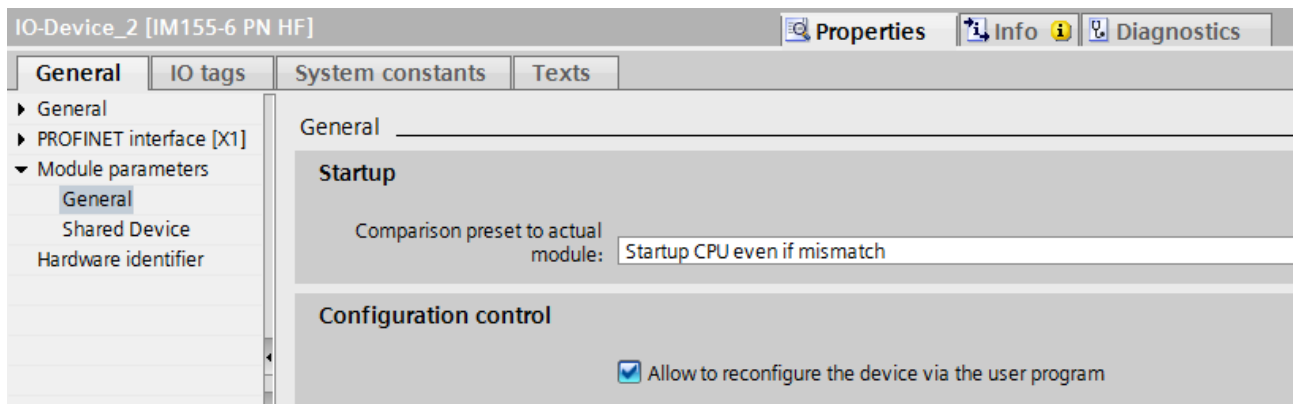 IO-Device_2 [IM155-6 PN HF]
Properties
Info
Diagnostics
General
IO tags
System constants
Texts
General
PROFINET interface [X1]
Module parameters
General
Shared Device
Hardware identifier
General
Startup
Comparison preset to actual
module:
Startup CPU even if mismatch
Configuration control
Allow to reconfigure the device via the user program